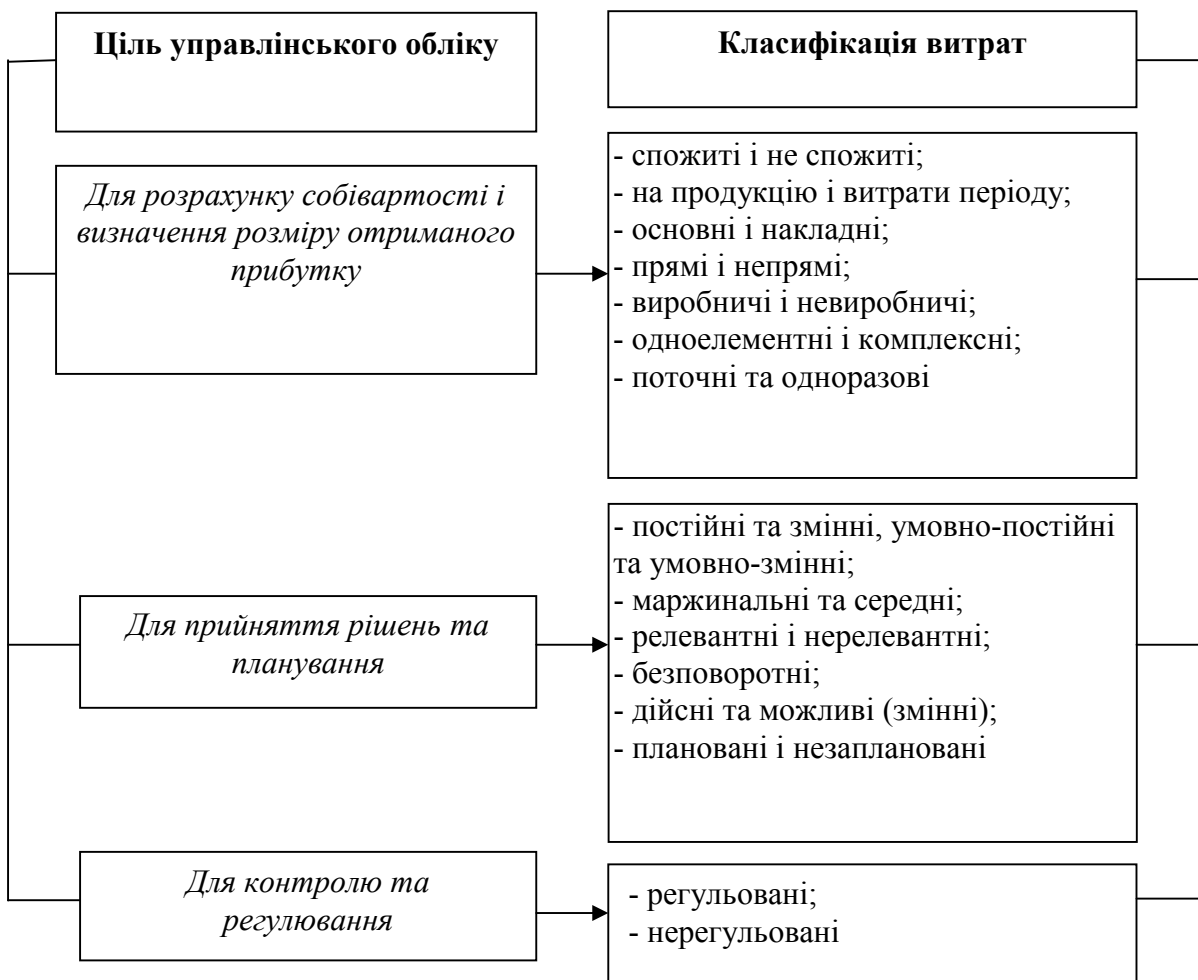 Ціль управлінського обліку
Класифікація витрат
Для розрахунку собівартості і
визначення розміру отриманого
прибутку
- спожиті і не спожиті;
- на продукцію і витрати періоду;
- основні і накладні;
- прямі і непрямі;
- виробничі і невиробничі;
- одноелементні і комплексні;
- поточні та одноразові
Для прийняття рішень та
планування
- постійні та змінні, умовно-постійні
та умовно-змінні;
- маржинальні та середні;
- релевантні і нерелевантні;
- безповоротні;
- дійсні та можливі (змінні);
- плановані і незаплановані
Для контролю та
регулювання
- регульовані;
- нерегульовані